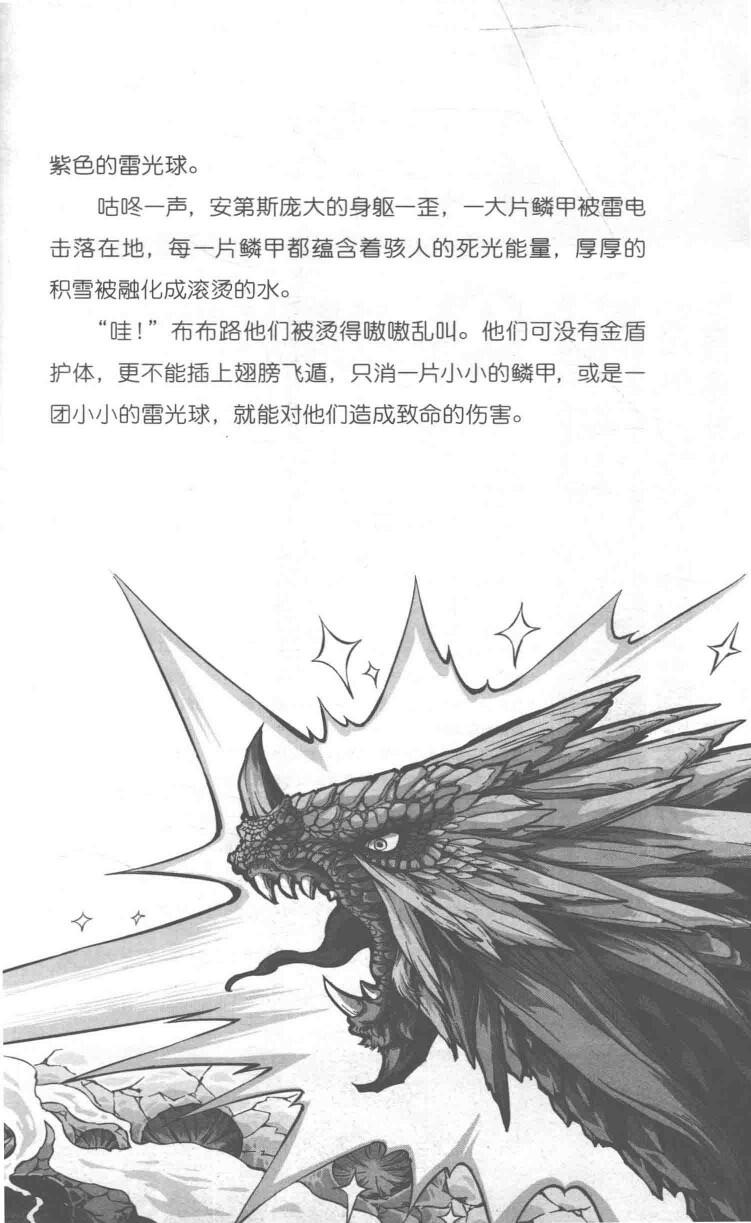 紫色的雷光球。
咕咚一声，安第斯庞大的身躯一歪，一大片鳞甲被雷电
击落在地，每一片鳞甲都蕴含着骇人的死光能量，厚厚的
积雪被融化成滚烫的水。
“哇！”布布路他们被烫得嗷嗷乱叫。他们可没有金盾
护体，更不能插上翅膀飞遁，只消一片小小的鳞甲，或是一
团小小的雷光球，就能对他们造成致命的伤害。